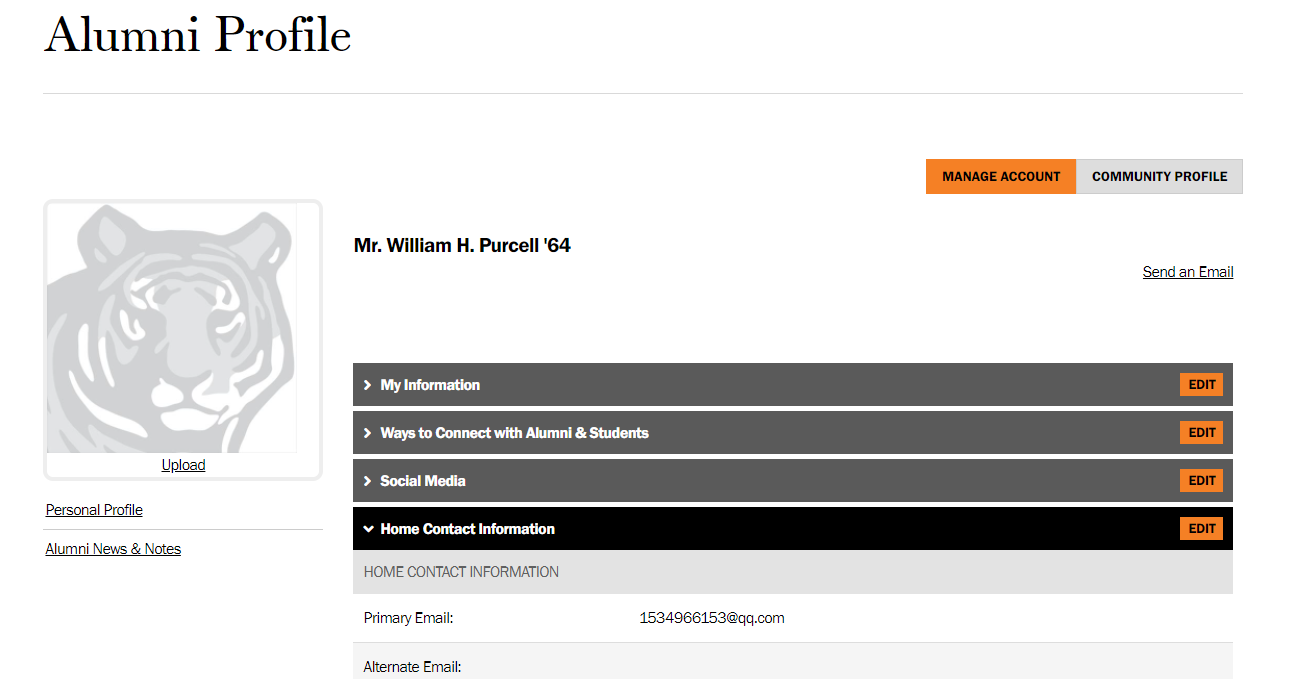 Alumni Profile
MANAGE ACCOUNT
COMMUNITY PROFILE
Mr. William H. Purcell '64
Send an Email
Upload
Personal Profile
Alumni News & Notes
My Information
EDIT
Ways to Connect with Alumni & Students
EDIT
Social Media
EDIT
Home Contact Information
EDIT
HOME CONTACT INFORMATION
Primary Email: 1534966153@qq.com
Alternate Email: